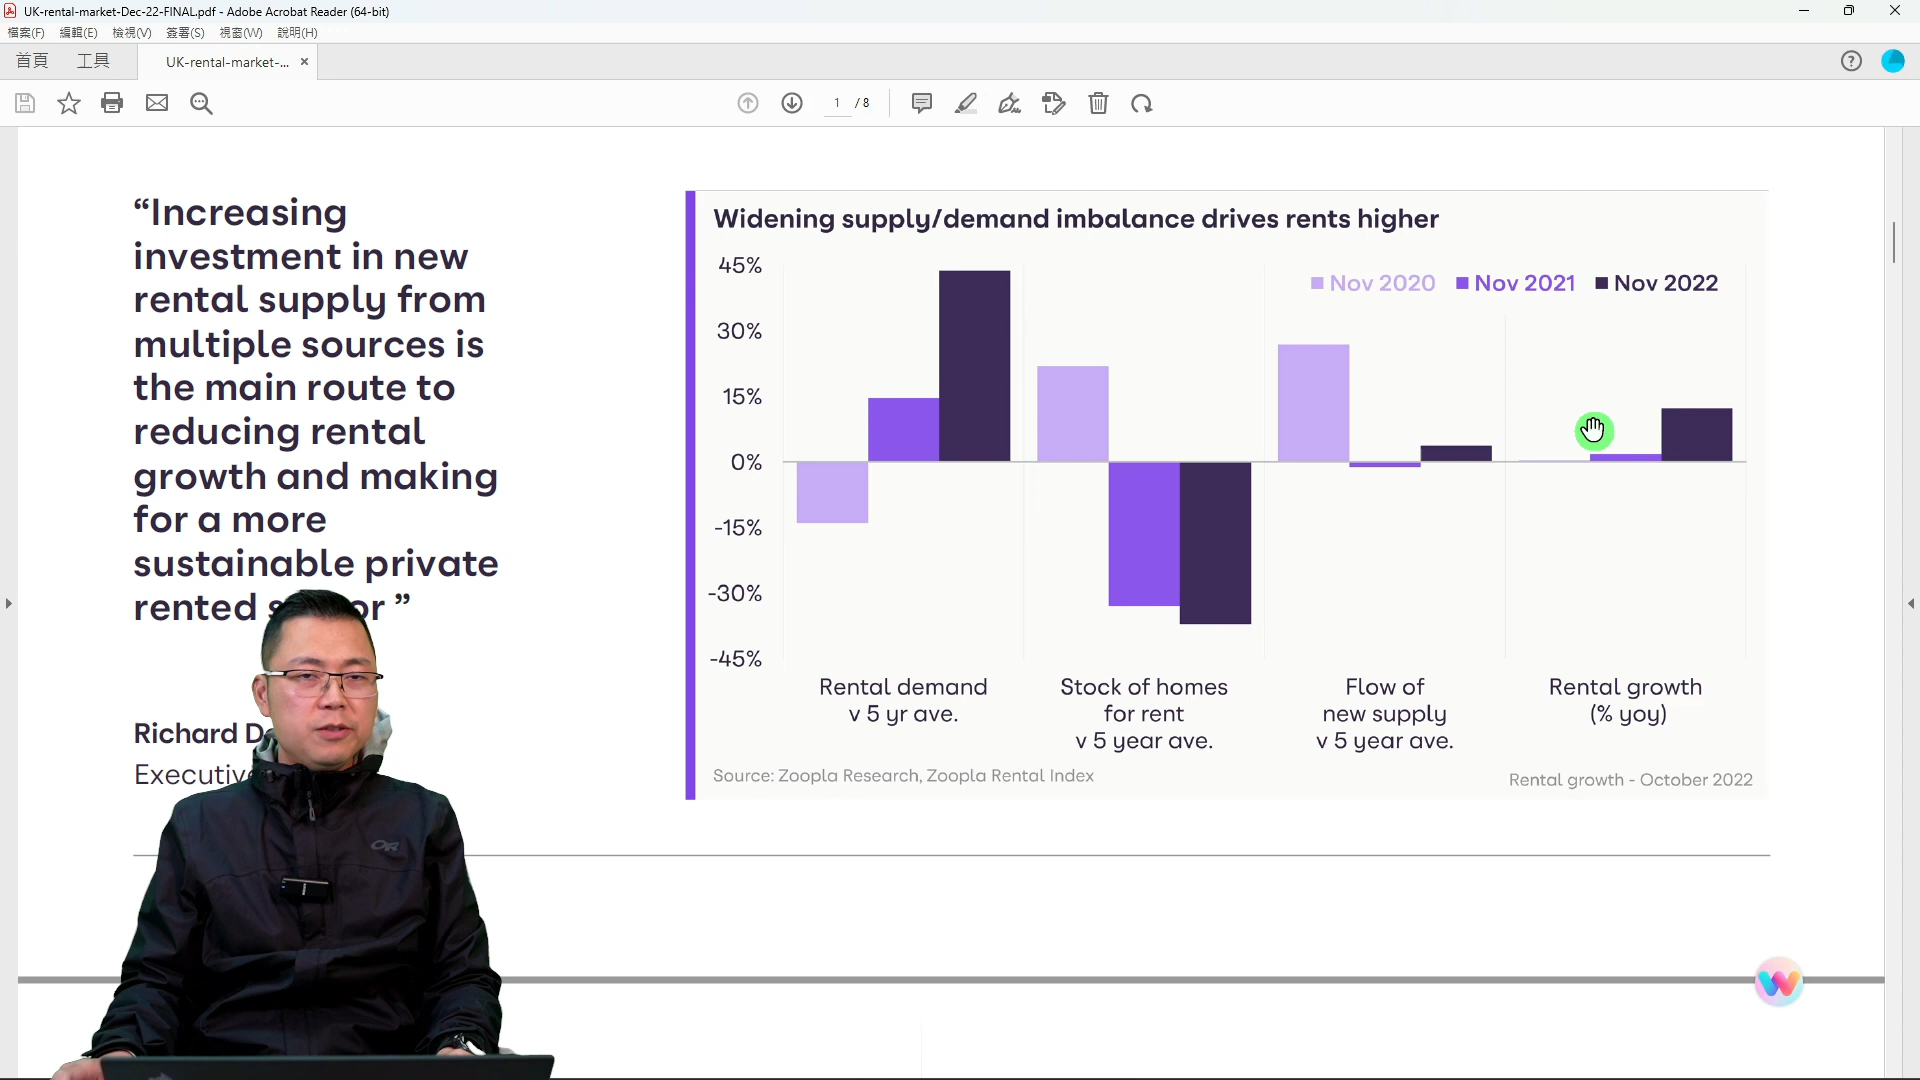 UK-rental-market-Dec-22-FINAL.pdf - Adobe Acrobat Reader (64-bit)
檔案(F) 編輯(E) 檢視(V) 簽署(S) 視窗(W) 說明(H)
首頁 工具 UK-rental-market-... ×
1 / 8
“Increasing
investment in new
rental supply from
multiple sources is
the main route to
reducing rental
growth and making
for a more
sustainable private
rented ”
Richard
Executive
Widening supply/demand imbalance drives rents higher
Nov 2020 Nov 2021 Nov 2022
45%
30%
15%
0%
-15%
-30%
-45%
Rental demand
v 5 yr ave.
Stock of homes
for rent
v 5 year ave.
Flow of
new supply
v 5 year ave.
Rental growth
(% yoy)
Source: Zoopla Research, Zoopla Rental Index
Rental growth - October 2022
OR